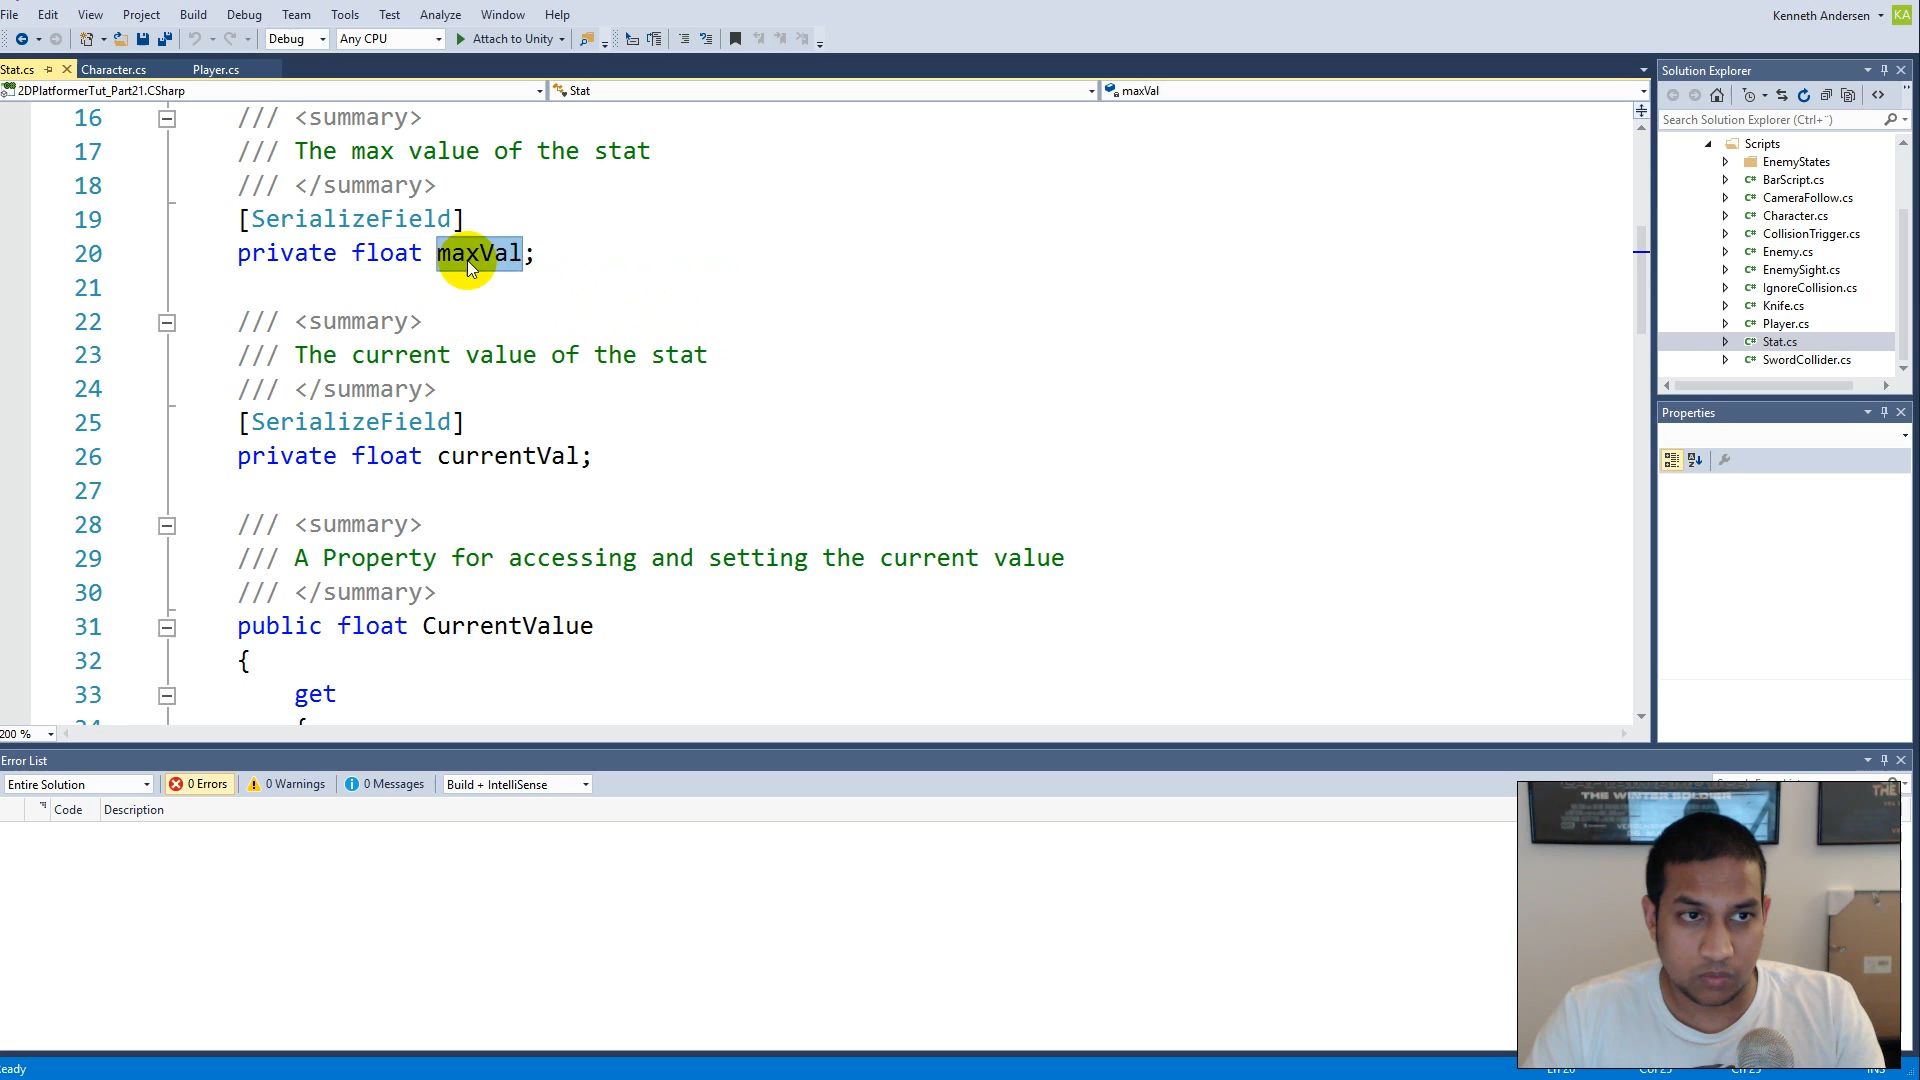 File Edit View Project Build Debug Team Tools Test Analyze Window Help
Kenneth Andersen KA
Debug Any CPU Attach to Unity
Stat.cs Character.cs Player.cs
2DPlatformerTut_Part21.CSharp Stat maxVal
16 /// <summary>
17 /// The max value of the stat
18 /// </summary>
19 [SerializeField]
20 private float maxVal;
21
22 /// <summary>
23 /// The current value of the stat
24 /// </summary>
25 [SerializeField]
26 private float currentVal;
27
28 /// <summary>
29 /// A Property for accessing and setting the current value
30 /// </summary>
31 public float CurrentValue
32 {
33 get
34 {
200 %
Solution Explorer
Search Solution Explorer (Ctrl+¨)
Scripts
EnemyStates
C# BarScript.cs
C# CameraFollow.cs
C# Character.cs
C# CollisionTrigger.cs
C# Enemy.cs
C# EnemySight.cs
C# IgnoreCollision.cs
C# Knife.cs
C# Player.cs
C# Stat.cs
C# SwordCollider.cs
Properties
Error List
Entire Solution 0 Errors 0 Warnings 0 Messages Build + IntelliSense
Code Description
THE WINTER SOLDIER
THE
eady